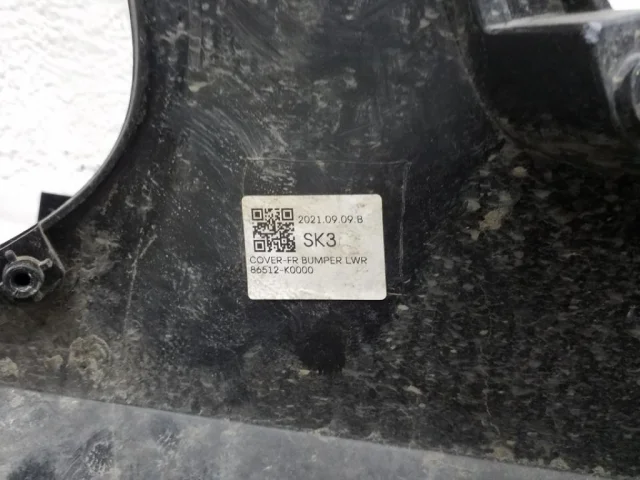 2021.09.09.B
SK3
COVER-FR BUMPER LWR
86512-K0000